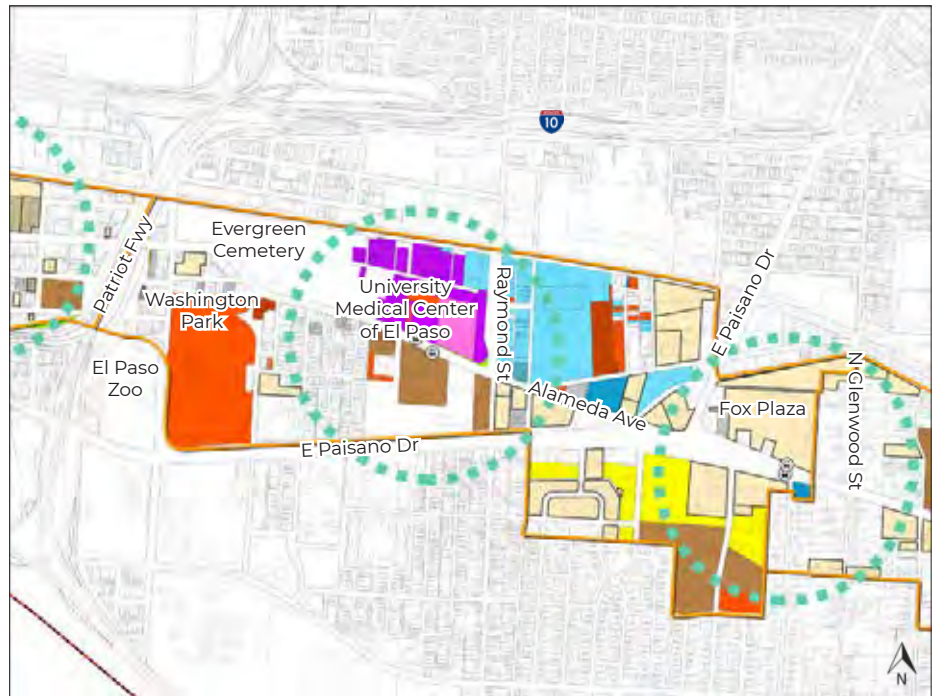 10
Patriot Fwy
Evergreen
Cemetery
Washington
Park
El Paso
Zoo
University
Medical Center
of El Paso
Raymond St
E Paisano Dr
Alameda Ave
E Paisano Dr
Fox Plaza
N Glenwood St
N